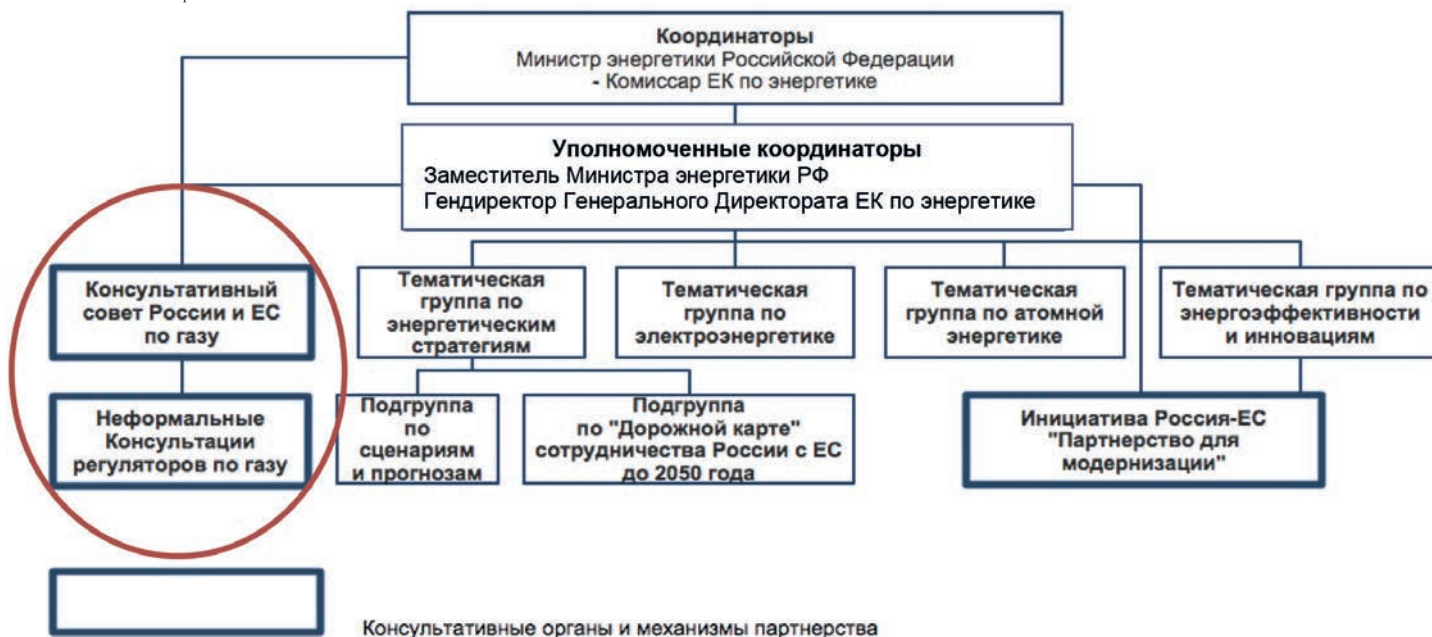 Координаторы
Министр энергетики Российской Федерации
- Комиссар ЕК по энергетике
Уполномоченные координаторы
Заместитель Министра энергетики РФ
Гендиректор Генерального Директората ЕК по энергетике
Консультативный
совет России и ЕС
по газу
Тематическая
группа по
энергетическим
стратегиям
Тематическая
группа по
электроэнергетике
Тематическая
группа по атомной
энергетике
Тематическая группа по
энергоэффективности
и инновациям
Неформальные
Консультации
регуляторов по газу
Подгруппа
по
сценариям
и прогнозам
Подгруппа
по "Дорожной карте"
сотрудничества России с ЕС
до 2050 года
Инициатива Россия-ЕС
"Партнерство для
модернизации"
Консультативные органы и механизмы партнерства